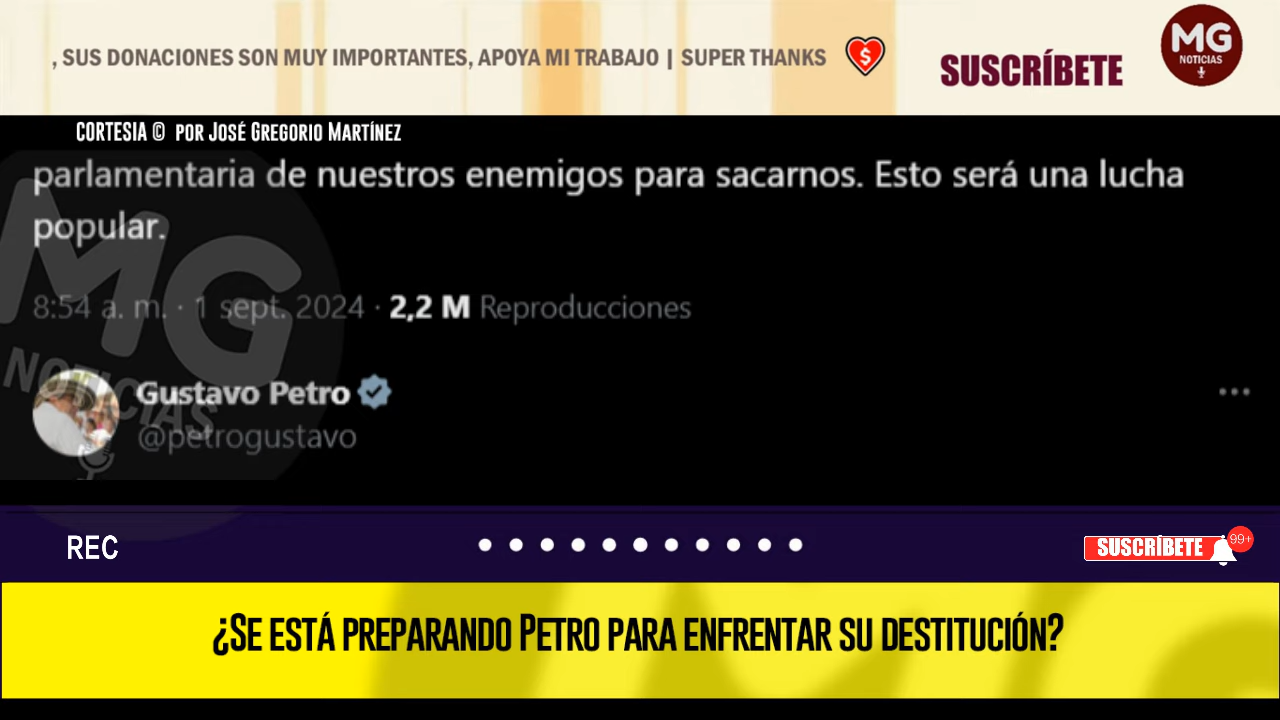 , SUS DONACIONES SON MUY IMPORTANTES, APOYA MI TRABAJO | SUPER THANKS
$
SUSCRÍBETE
MG
NOTICIAS
CORTESIA © POR JOSÉ GREGORIO MARTÍNEZ
parlamentaria de nuestros enemigos para sacarnos. Esto será una lucha
popular.
8:54 a. m. · 1 sept. 2024 · 2,2 M Reproducciones
MG
NOTICIAS
Gustavo Petro
@petrogustavo
REC
SUSCRÍBETE
99+
¿SE ESTÁ PREPARANDO PETRO PARA ENFRENTAR SU DESTITUCIÓN?